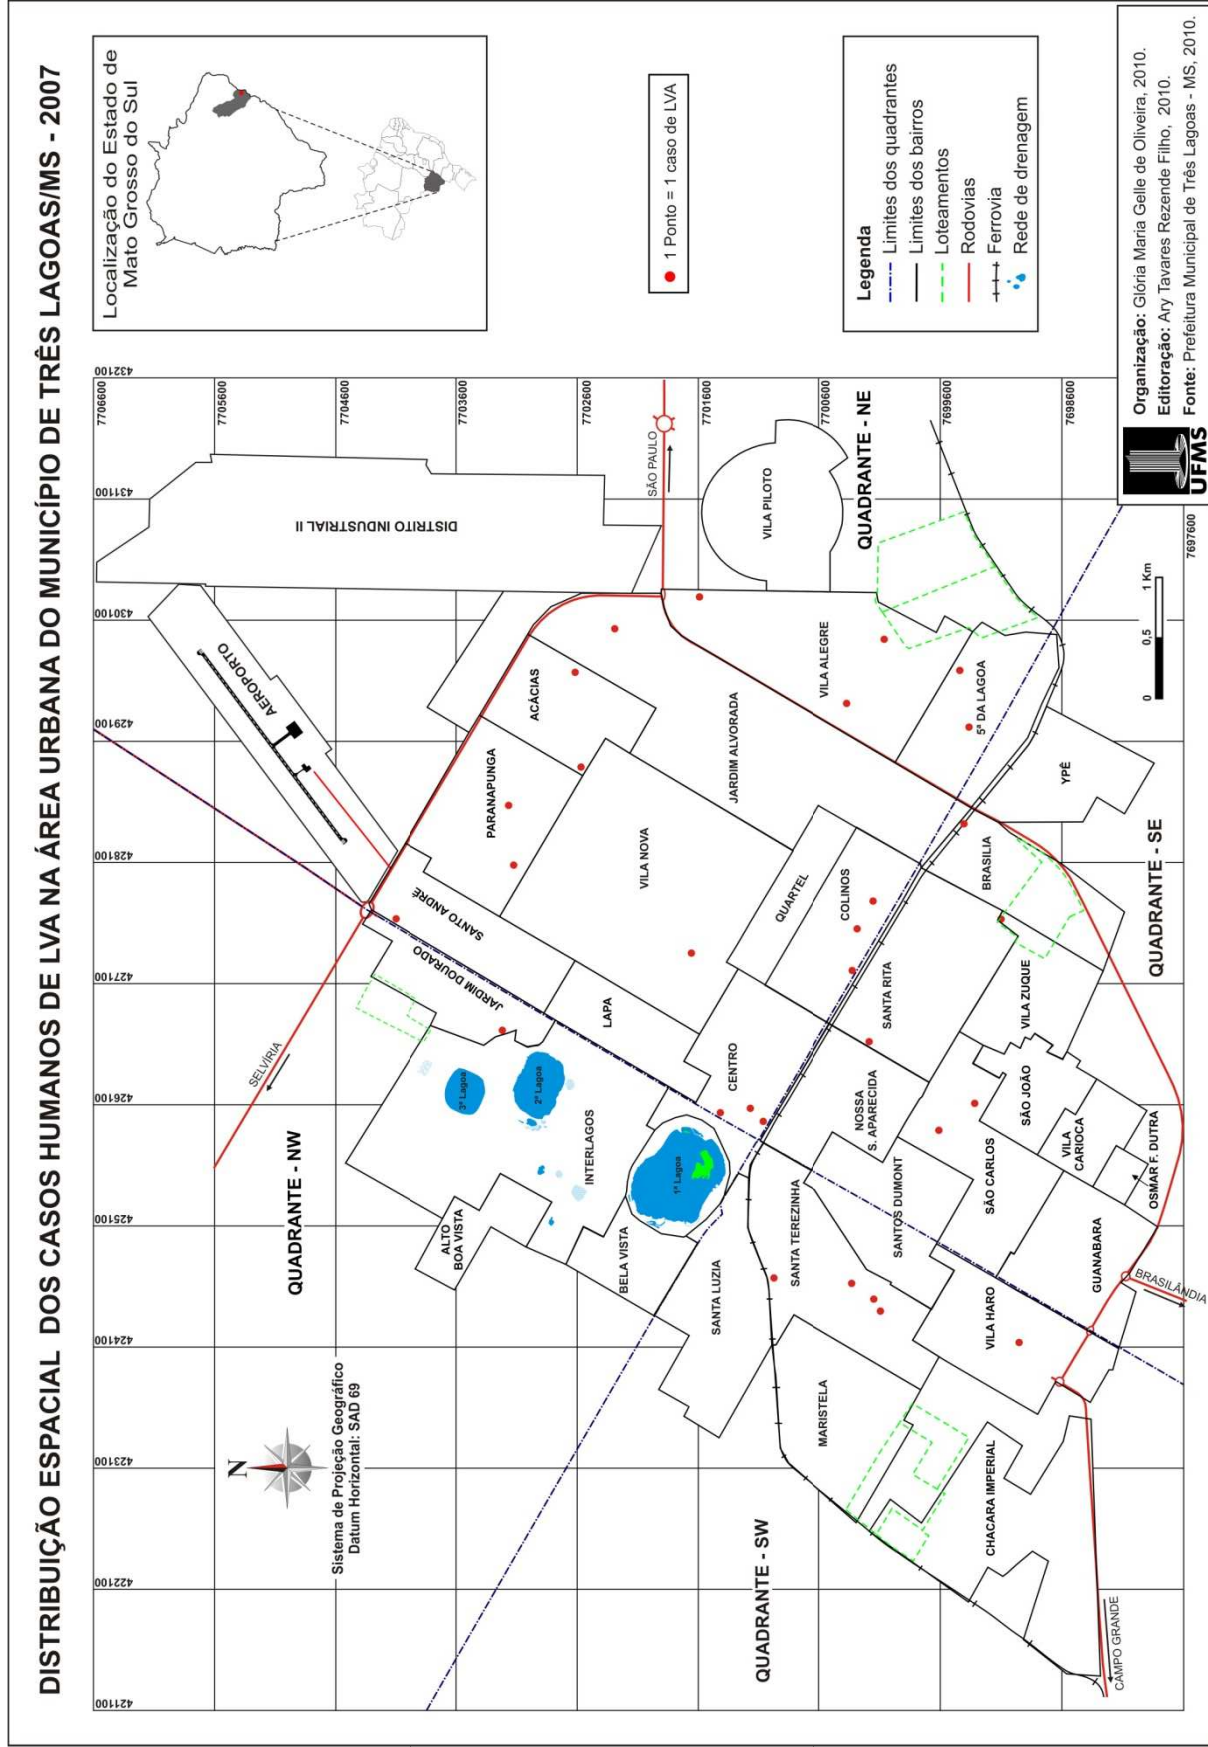 DISTRIBUIÇÃO ESPACIAL DOS CASOS HUMANOS DE LVA NA ÁREA URBANA DO MUNICÍPIO DE TRÊS LAGOAS/MS - 2007
421100
422100
423100
424100
425100
426100
427100
428100
429100
430100
431100
432100
7706600
7705600
7704600
7703600
7702600
7701600
7700600
7699600
7698600
7697600
N
Sistema de Projeção Geográfico
Datum Horizontal: SAD 69
QUADRANTE - NW
SELVÍRIA
AEROPORTO
DISTRITO INDUSTRIAL II
SÃO PAULO
SANTO ANDRÉ
JARDIM DOURADO
PARANAPUNGA
ACÁCIAS
ALTO
BOA VISTA
3ª Lagoa
2ª Lagoa
INTERLAGOS
LAPA
VILA NOVA
BELA VISTA
1ª Lagoa
SANTA LUZIA
CENTRO
JARDIM ALVORADA
VILA PILOTO
QUARTEL
QUADRANTE - SW
MARISTELA
SANTA TEREZINHA
COLINOS
VILA ALEGRE
QUADRANTE - NE
NOSSA
S. APARECIDA
SANTA RITA
SANTOS DUMONT
CHACARA IMPERIAL
VILA HARO
SÃO CARLOS
SÃO JOÃO
VILA ZUQUE
BRASILIA
5ª DA LAGOA
YPÊ
VILA
CARIOCA
GUANABARA
OSMAR F. DUTRA
QUADRANTE - SE
CAMPO GRANDE
BRASILÂNDIA
0
0,5
1 Km
Localização do Estado de
Mato Grosso do Sul
1 Ponto = 1 caso de LVA
Legenda
Limites dos quadrantes
Limites dos bairros
Loteamentos
Rodovias
Ferrovia
Rede de drenagem
UFMS
Organização: Glória Maria Gelle de Oliveira, 2010.
Editoração: Ary Tavares Rezende Filho, 2010.
Fonte: Prefeitura Municipal de Três Lagoas - MS, 2010.